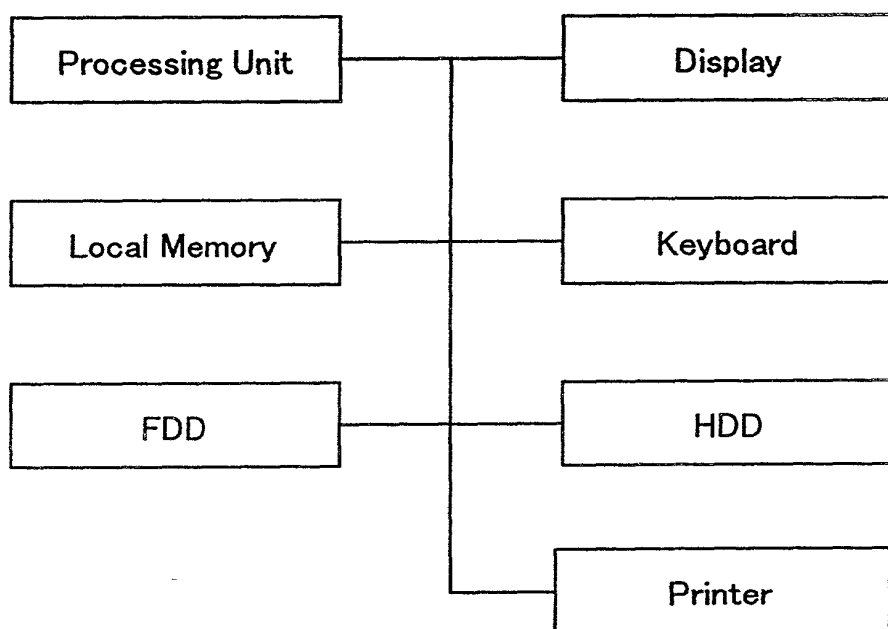 Processing Unit
Display
Local Memory
Keyboard
FDD
HDD
Printer